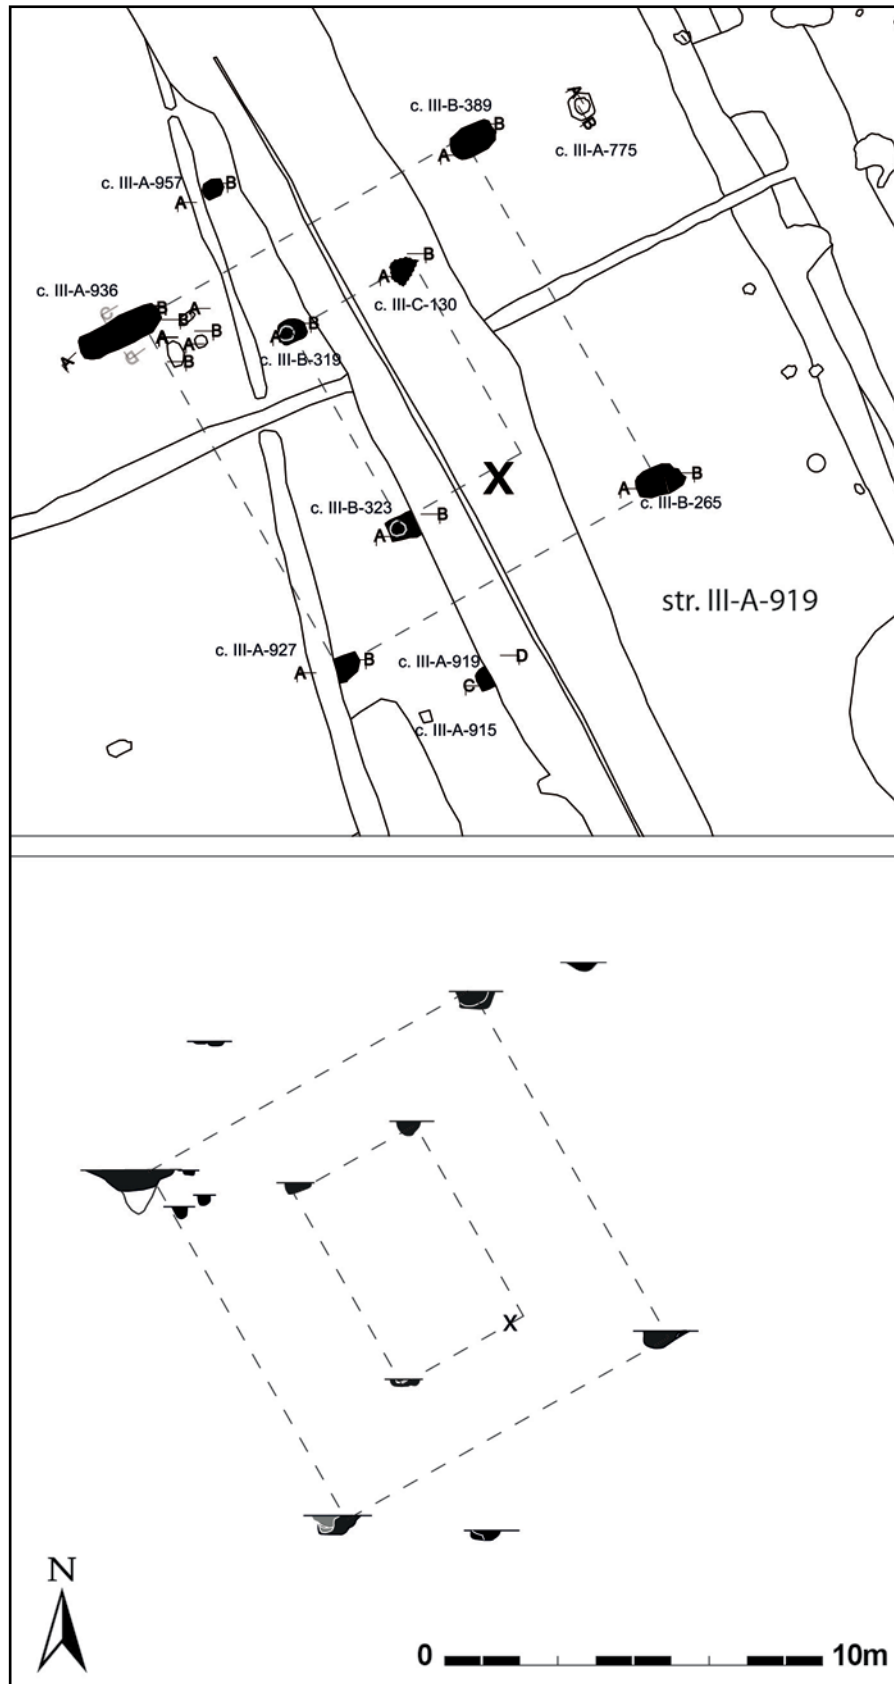 c. III-B-389
A
B
A
B
c. III-A-775
c. III-A-957
B
A
B
A
c. III-C-130
c. III-A-936
C
B
A
B
A
B
A
B
A
D
A
B
c. III-B-319
X
c. III-B-323
B
A
A
B
c. III-B-265
str. III-A-919
c. III-A-927
A
B
c. III-A-919
D
C
c. III-A-915
X
N
0
10m